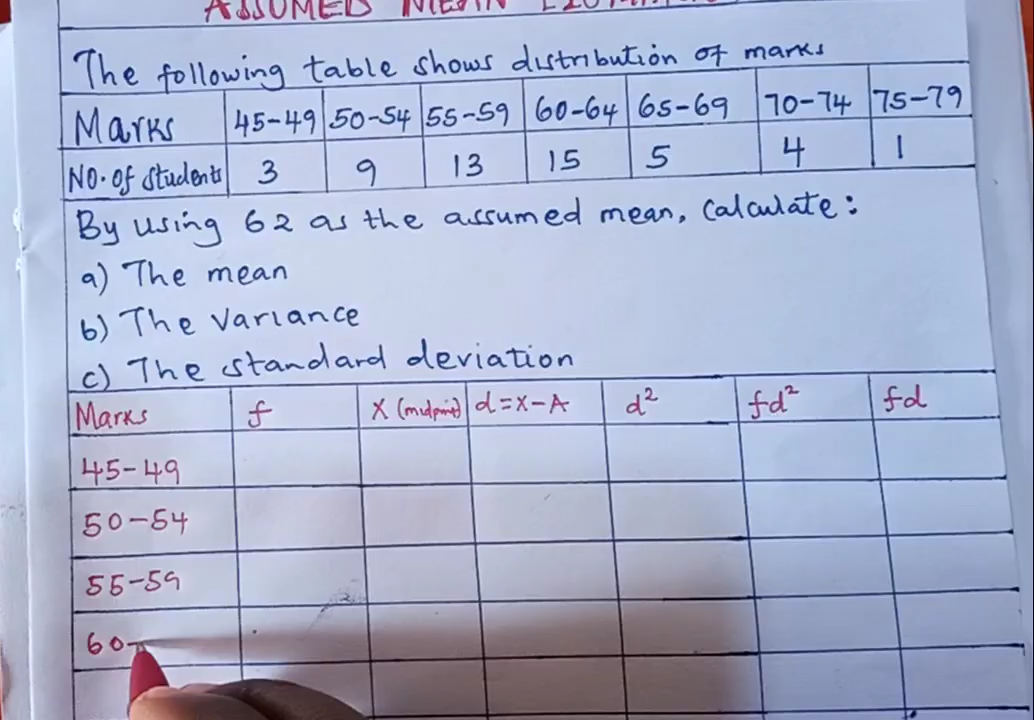 ASSUMED MEAN
The following table shows distribution of marks
Marks 45-49 50-54 55-59 60-64 65-69 70-74 75-79
No. of students 3 9 13 15 5 4 1
By using 62 as the assumed mean, calculate:
a) The mean
b) The variance
c) The standard deviation
Marks f x (midpoint) d=x-A d² fd² fd
45-49
50-54
55-59
60-